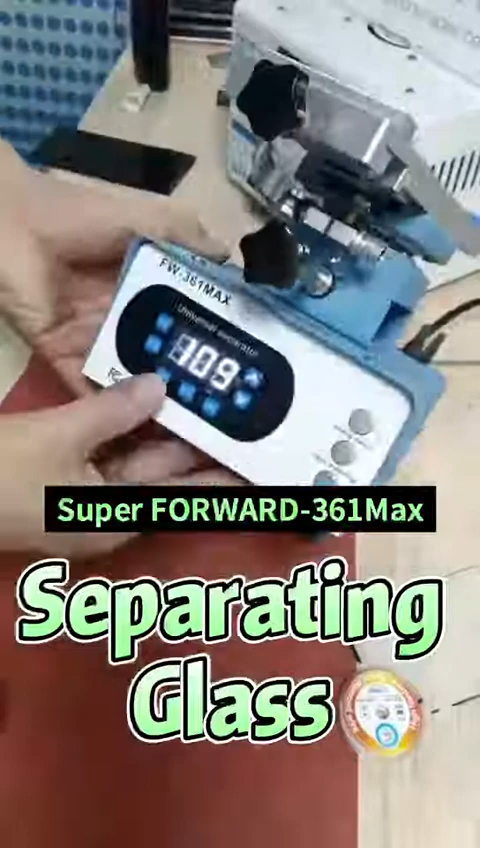 FW-361MAX
Universal separator
109
Super FORWARD-361Max
Separating
Glass